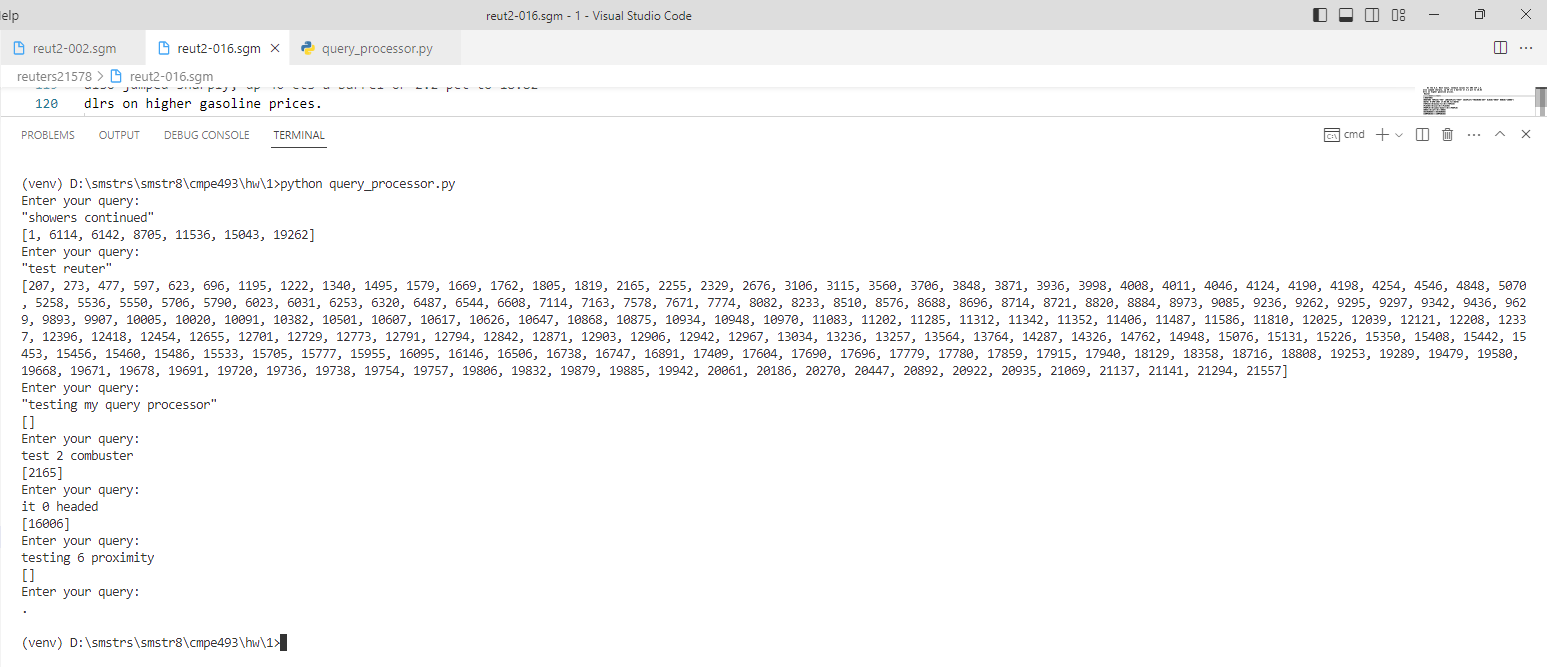 elp
reut2-016.sgm - 1 - Visual Studio Code
reut2-002.sgm
reut2-016.sgm
query_processor.py
reuters21578 > reut2-016.sgm
120 dlrs on higher gasoline prices.
PROBLEMS OUTPUT DEBUG CONSOLE TERMINAL
cmd
(venv) D:\smstrs\smstr8\cmpe493\hw\1>python query_processor.py
Enter your query:
"showers continued"
[1, 6114, 6142, 8705, 11536, 15043, 19262]
Enter your query:
"test reuter"
[207, 273, 477, 597, 623, 696, 1195, 1222, 1340, 1495, 1579, 1669, 1762, 1805, 1819, 2165, 2255, 2329, 2676, 3106, 3115, 3560, 3706, 3848, 3871, 3936, 3998, 4008, 4011, 4046, 4124, 4190, 4198, 4254, 4546, 4848, 5070
, 5258, 5536, 5550, 5706, 5790, 6023, 6031, 6253, 6320, 6487, 6544, 6608, 7114, 7163, 7578, 7671, 7774, 8082, 8233, 8510, 8576, 8688, 8696, 8714, 8721, 8820, 8884, 8973, 9085, 9236, 9262, 9295, 9297, 9342, 9436, 962
9, 9893, 9907, 10005, 10020, 10091, 10382, 10501, 10607, 10617, 10626, 10647, 10868, 10875, 10934, 10948, 10970, 11083, 11202, 11285, 11312, 11342, 11352, 11406, 11487, 11586, 11810, 12025, 12039, 12121, 12208, 1233
7, 12396, 12418, 12454, 12655, 12701, 12729, 12773, 12791, 12794, 12842, 12871, 12903, 12906, 12942, 12967, 13034, 13236, 13257, 13564, 13764, 14287, 14326, 14762, 14948, 15076, 15131, 15226, 15350, 15408, 15442, 15
453, 15456, 15460, 15486, 15533, 15705, 15777, 15955, 16095, 16146, 16506, 16738, 16747, 16891, 17409, 17604, 17690, 17696, 17779, 17780, 17859, 17915, 17940, 18129, 18358, 18716, 18808, 19253, 19289, 19479, 19580,
19668, 19671, 19678, 19691, 19720, 19736, 19738, 19754, 19757, 19806, 19832, 19879, 19885, 19942, 20061, 20186, 20270, 20447, 20892, 20922, 20935, 21069, 21137, 21141, 21294, 21557]
Enter your query:
"testing my query processor"
[]
Enter your query:
test 2 combuster
[2165]
Enter your query:
it 0 headed
[16006]
Enter your query:
testing 6 proximity
[]
Enter your query:
.
(venv) D:\smstrs\smstr8\cmpe493\hw\1>